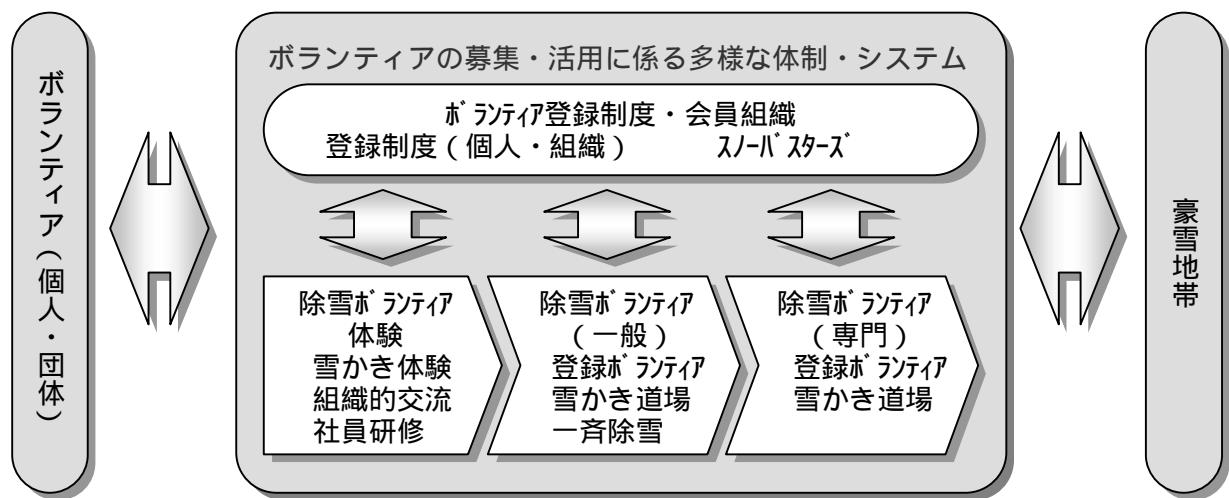 ボランティア(個人・団体)
ボランティアの募集・活用に係る多様な体制・システム
ﾎﾞﾗﾝﾃｨｱ登録制度・会員組織
登録制度(個人・組織) ｽﾉｰﾊﾞｽﾀｰｽﾞ
除雪ﾎﾞﾗﾝﾃｨｱ
体験
雪かき体験
組織的交流
社員研修
除雪ﾎﾞﾗﾝﾃｨｱ
(一般)
登録ﾎﾞﾗﾝﾃｨｱ
雪かき道場
一斉除雪
除雪ﾎﾞﾗﾝﾃｨｱ
(専門)
登録ﾎﾞﾗﾝﾃｨｱ
雪かき道場
豪雪地帯